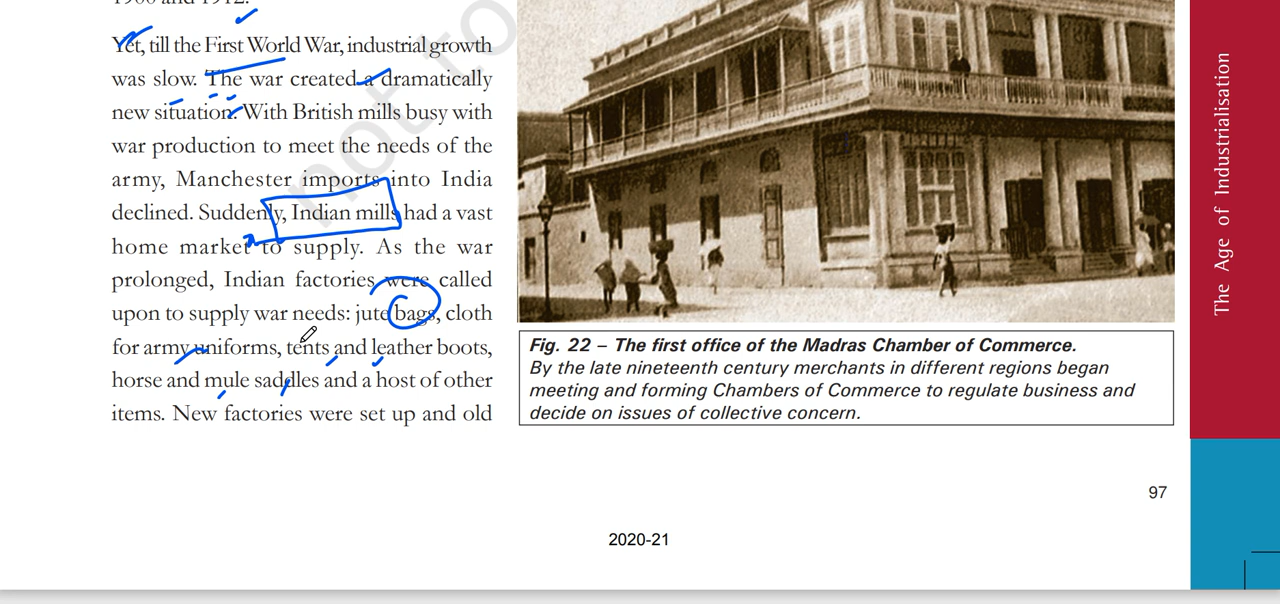 1900 and 1912.
Yet, till the First World War, industrial growth
was slow. The war created a dramatically
new situation. With British mills busy with
war production to meet the needs of the
army, Manchester imports into India
declined. Suddenly, Indian mills had a vast
home market to supply. As the war
prolonged, Indian factories were called
upon to supply war needs: jute bags, cloth
for army uniforms, tents and leather boots,
horse and mule saddles and a host of other
items. New factories were set up and old
not to
Fig. 22 – The first office of the Madras Chamber of Commerce.
By the late nineteenth century merchants in different regions began
meeting and forming Chambers of Commerce to regulate business and
decide on issues of collective concern.
The Age of Industrialisation
97
2020-21